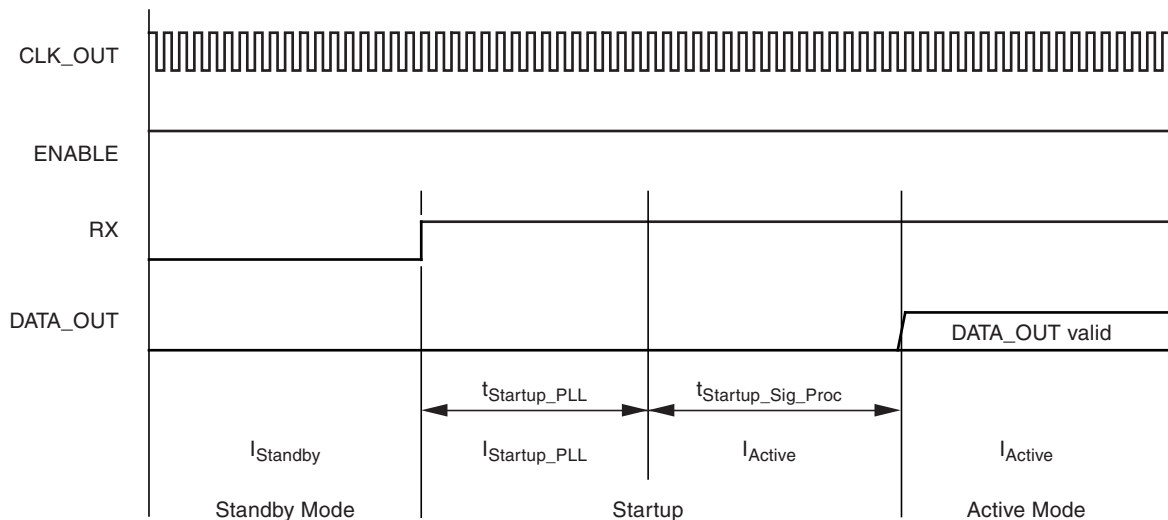 CLK_OUT
ENABLE
RX
DATA_OUT
DATA_OUT valid
tStartup_PLL
tStartup_Sig_Proc
IStandby
IStartup_PLL
IActive
IActive
Standby Mode
Startup
Active Mode